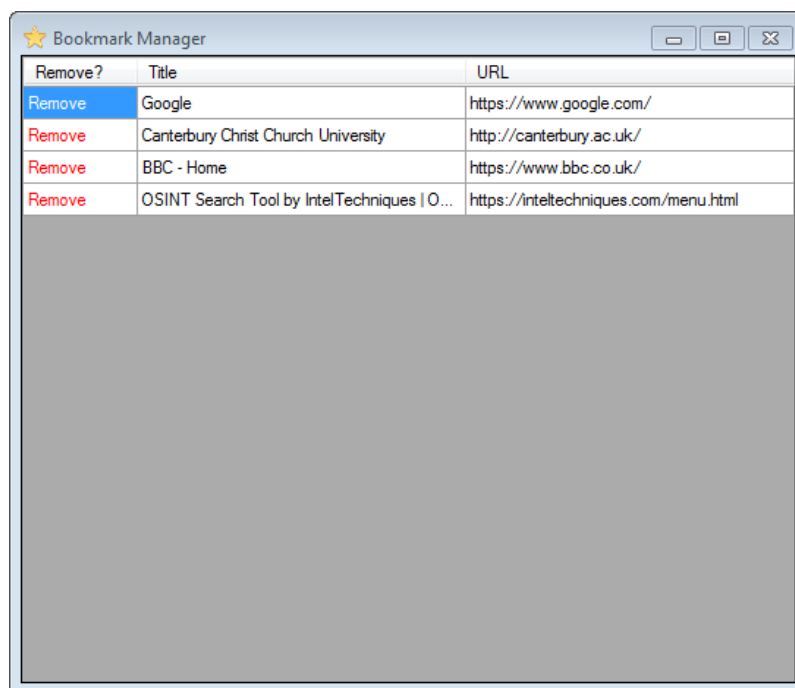 Bookmark Manager
Remove? Title URL
Remove Google https://www.google.com/
Remove Canterbury Christ Church University http://canterbury.ac.uk/
Remove BBC - Home https://www.bbc.co.uk/
Remove OSINT Search Tool by IntelTechniques | O... https://inteltechniques.com/menu.html